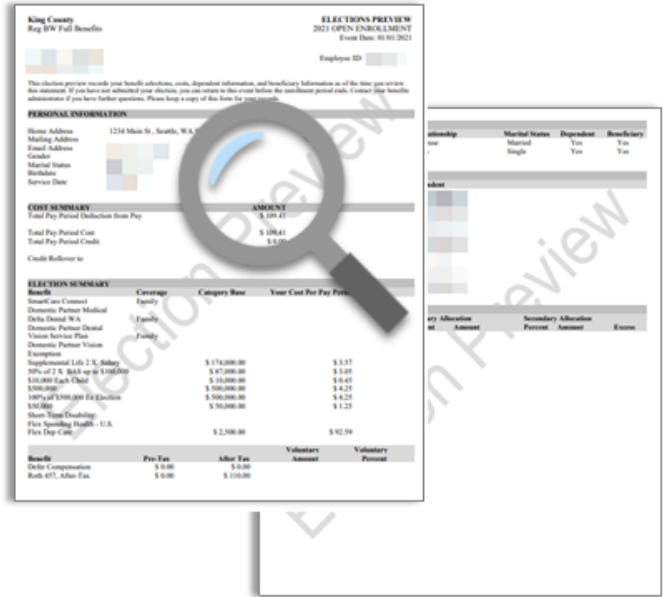 King County
Reg BW Full Benefits
ELECTIONS PREVIEW
2021 OPEN ENROLLMENT
Event Date: 01/01/2021
Employee ID:
This election preview records your benefit selections, costs, dependent information, and beneficiary Information as of the time you review
this statement. If you have not submitted your election, you can return to this event before the enrollment period ends. Contact your benefits
administrator if you have further questions. Please keep a copy of this form for your records.
PERSONAL INFORMATION
Home Address 1234 Main St , Seattle, WA
Mailing Address
Email Address
Gender
Marital Status
Birthdate
Service Date
COST SUMMARY AMOUNT
Total Pay Period Deduction from Pay $ 109.41
Total Pay Period Cost $ 109.41
Total Pay Period Credit $ 0.00
Credit Rollover to
ELECTION SUMMARY
Benefit Coverage Category Base Your Cost Per Pay Period
SmartCare Connect Family
Domestic Partner Medical
Delta Dental WA Family
Domestic Partner Dental
Vision Service Plan Family
Domestic Partner Vision
Exemption
Supplemental Life 2 X Salary $ 174,000.00 $ 3.57
50% of 2 X BAS up to $100,000 $ 87,000.00 $ 3.05
$10,000 Each Child $ 10,000.00 $ 0.45
$500,000 $ 500,000.00 $ 4.25
100% of $500,000 Ee Election $ 500,000.00 $ 4.25
$50,000 $ 50,000.00 $ 1.25
Short-Term Disability
Flex Spending Health - U.S.
Flex Dep Care $ 2,500.00 $ 92.59
Benefit Pre-Tax After Tax Voluntary Amount Voluntary Percent
Defer Compensation $ 0.00 $ 0.00
Roth 457, After-Tax $ 0.00 $ 110.00
Election Preview
Marital Status Dependent Beneficiary
Married Yes Yes
Single Yes Yes
Allocation Secondary Allocation
Amount Percent Amount Excess
Preview